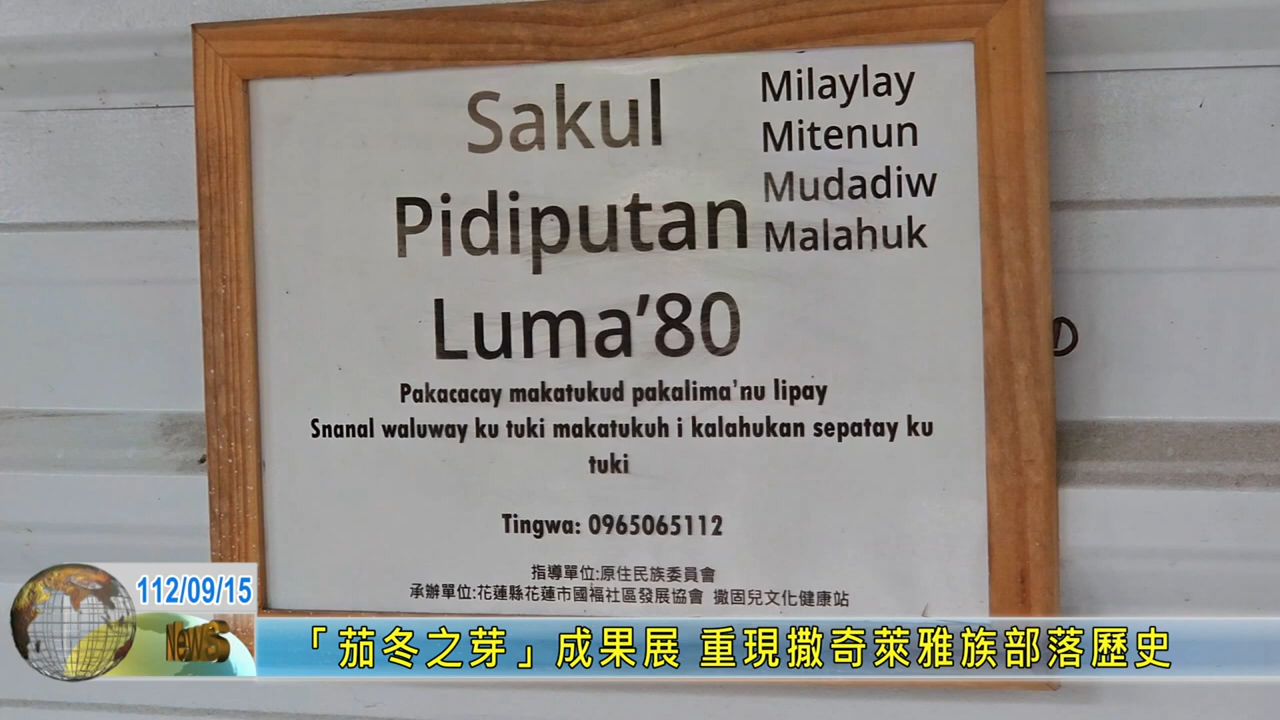 Sakul
Pidiputan
Luma’80
Milaylay
Mitenun
Mudadiw
Malahuk
Pakacacay makatukud pakalima’nu lipay
Snanal waluway ku tuki makatukuh i kalahukan sepatay ku
tuki
Tingwa: 0965065112
指導單位:原住民族委員會
承辦單位:花蓮縣花蓮市國福社區發展協會 撒固兒文化健康站
112/09/15
News
「茄冬之芽」成果展 重現撒奇萊雅族部落歷史